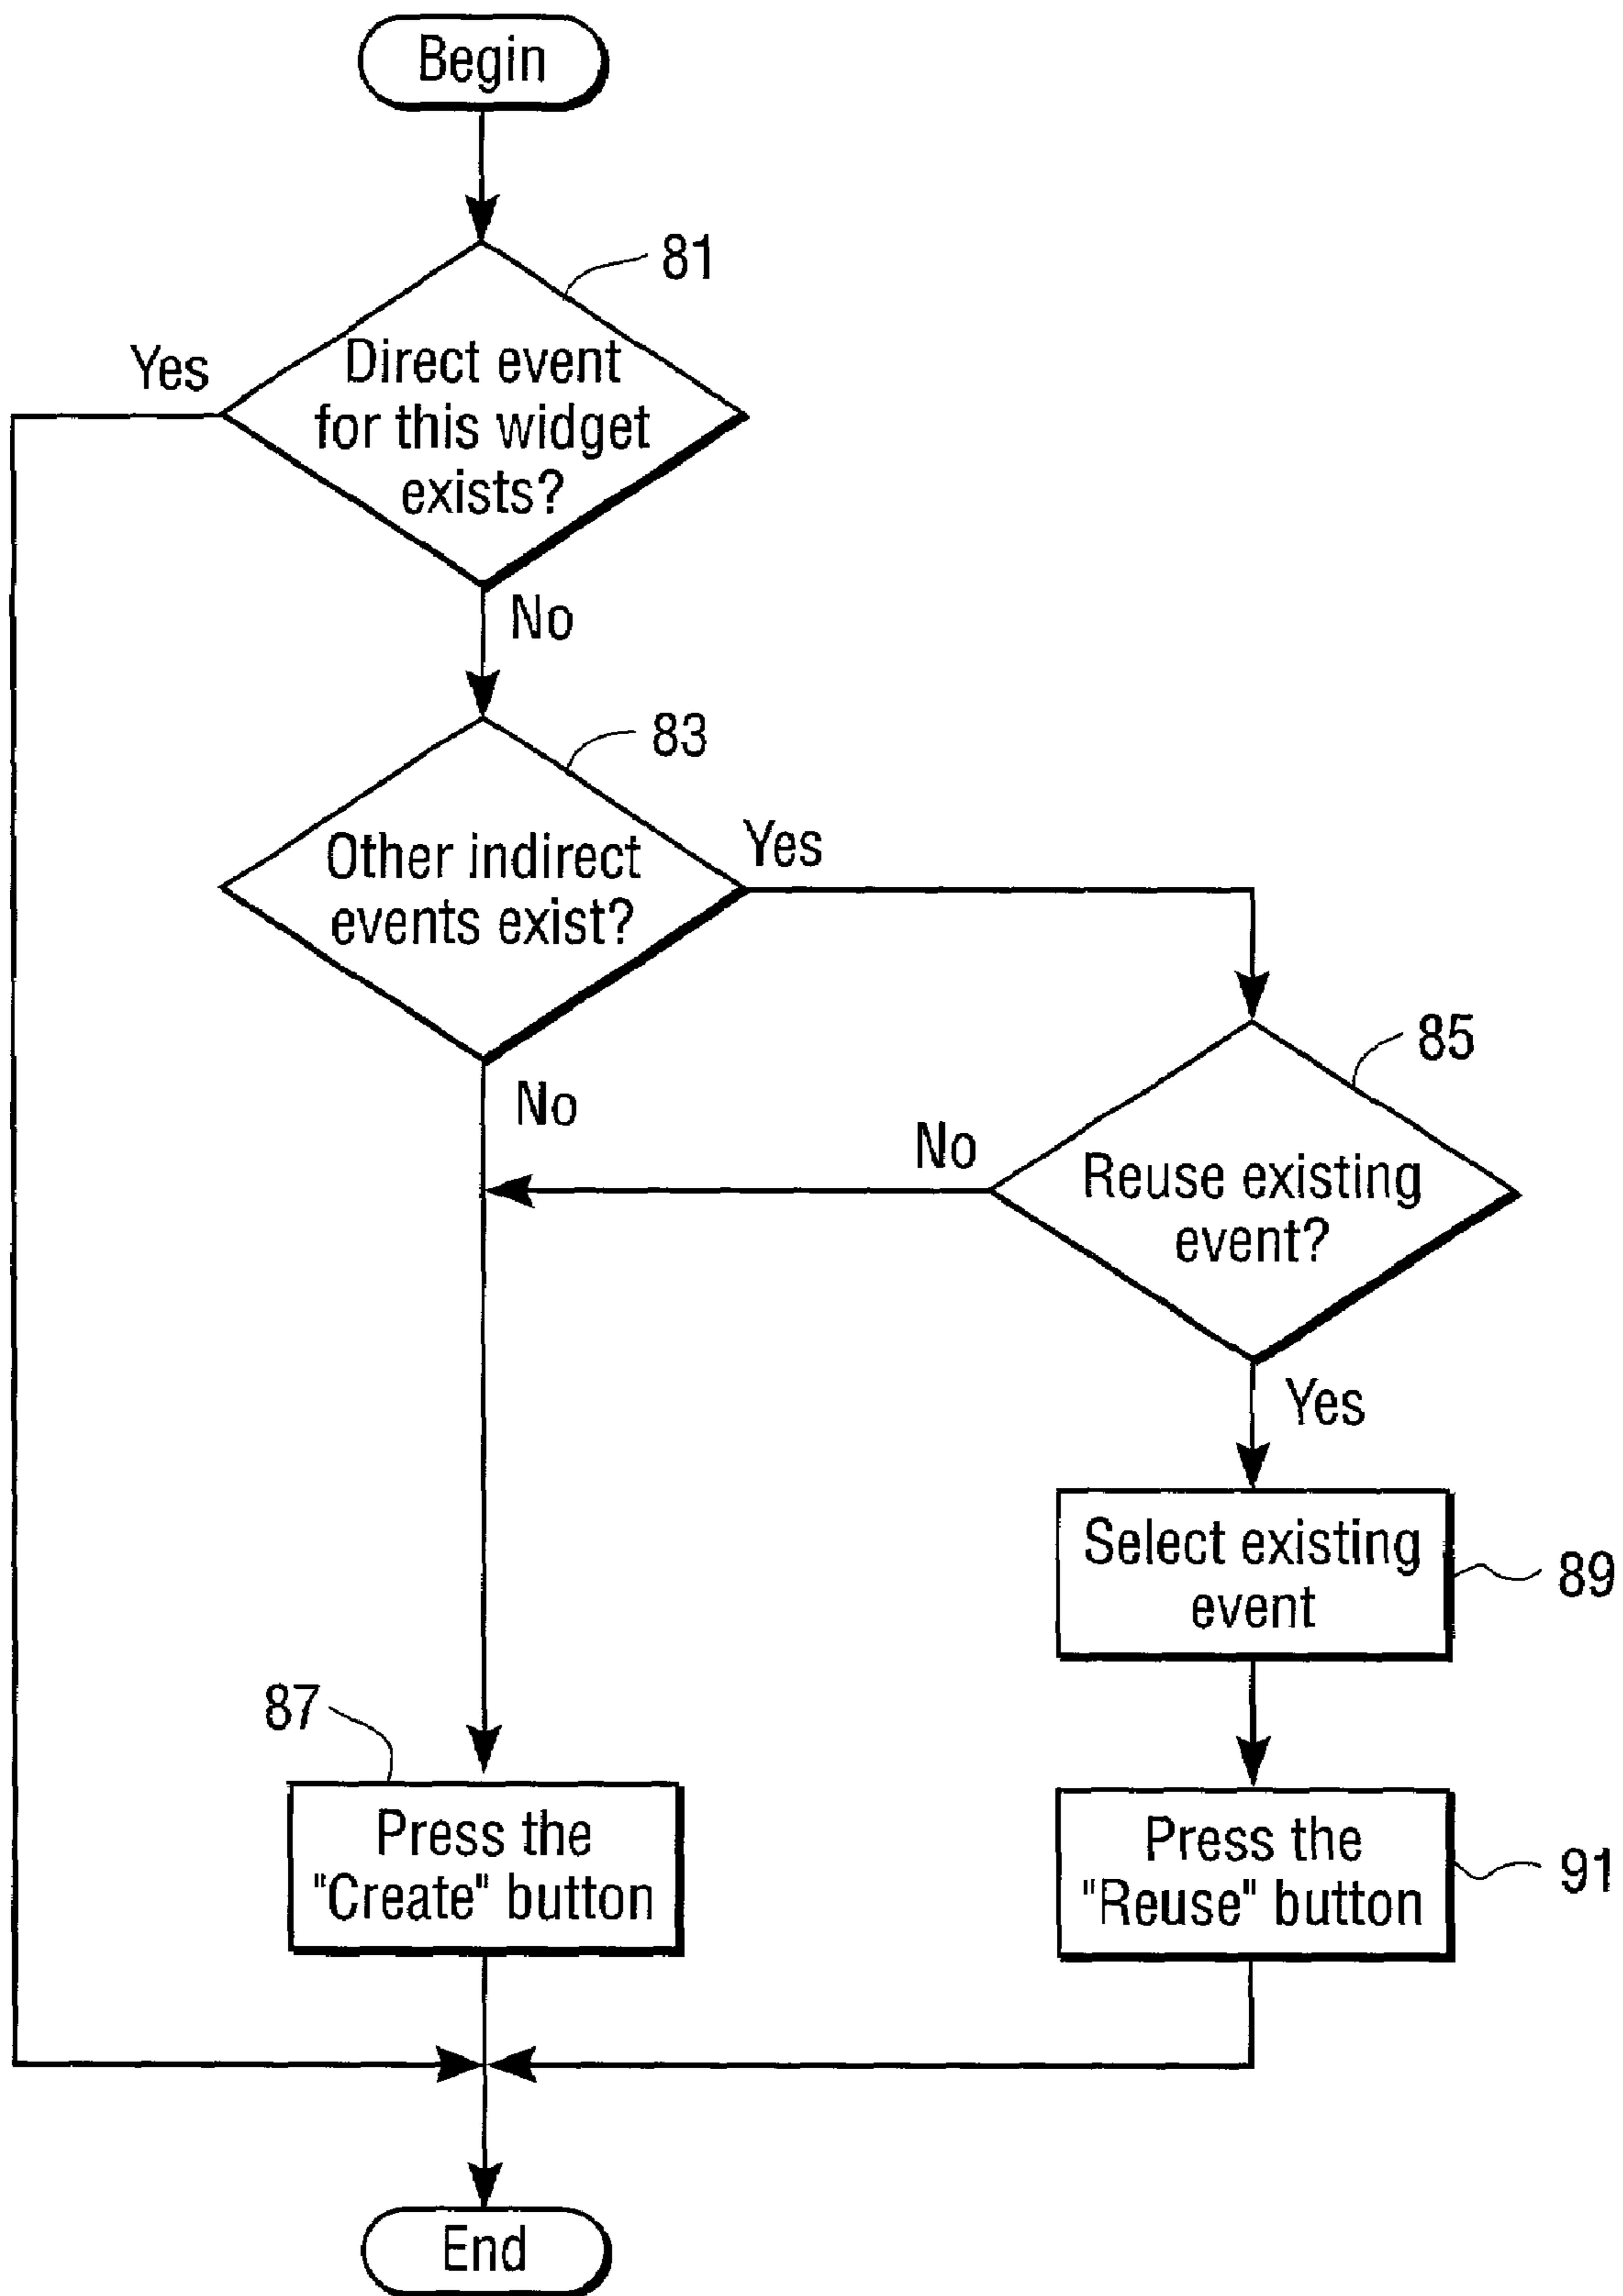 Begin
81
Yes
Direct event
for this widget
exists?
No
83
Other indirect
events exist?
Yes
No
85
No
Reuse existing
event?
Yes
Select existing
event
89
87
Press the
"Create" button
Press the
"Reuse" button
91
End